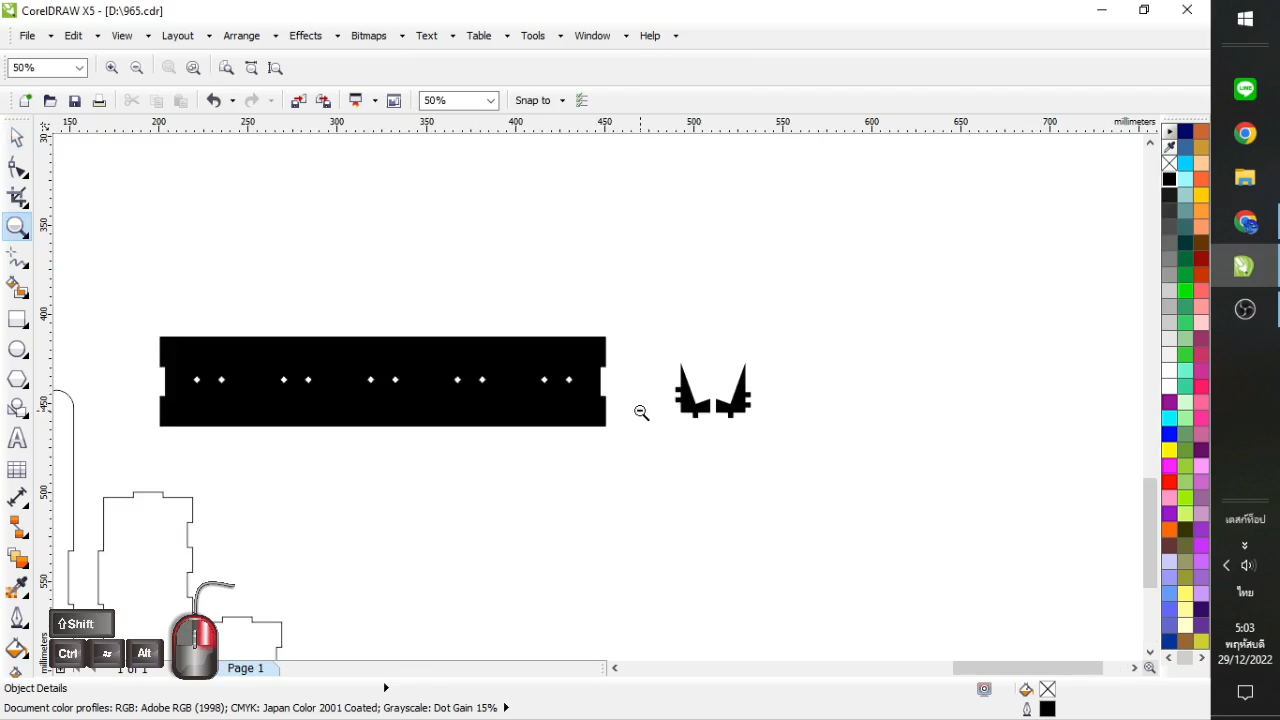 CorelDRAW X5 - [D:\965.cdr]
File Edit View Layout Arrange Effects Bitmaps Text Table Tools Window Help
50%
50% Snap to
150 200 250 300 350 400 450 500 550 600 650 700 millimeters
350
400
450
500
550
millimeters
LINE
เดสก์ท็อป
ไทย
5:03
พฤหัสบดี
29/12/2022
Shift
Ctrl Alt
1 of 1 Page 1
Object Details
Document color profiles: RGB: Adobe RGB (1998); CMYK: Japan Color 2001 Coated; Grayscale: Dot Gain 15%